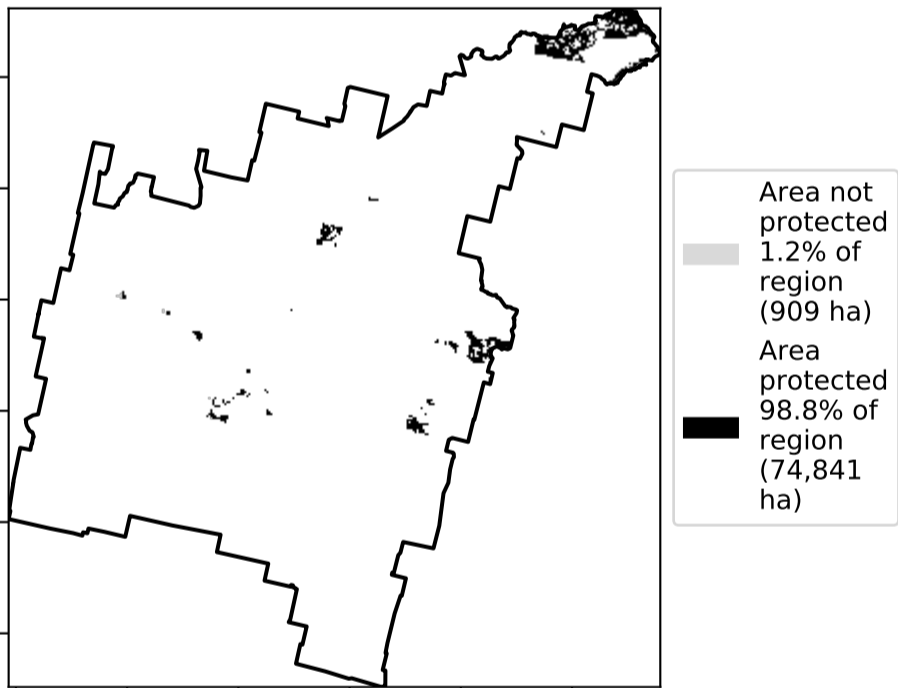 Area not
protected
1.2% of
region
(909 ha)
Area
protected
98.8% of
region
(74,841
ha)